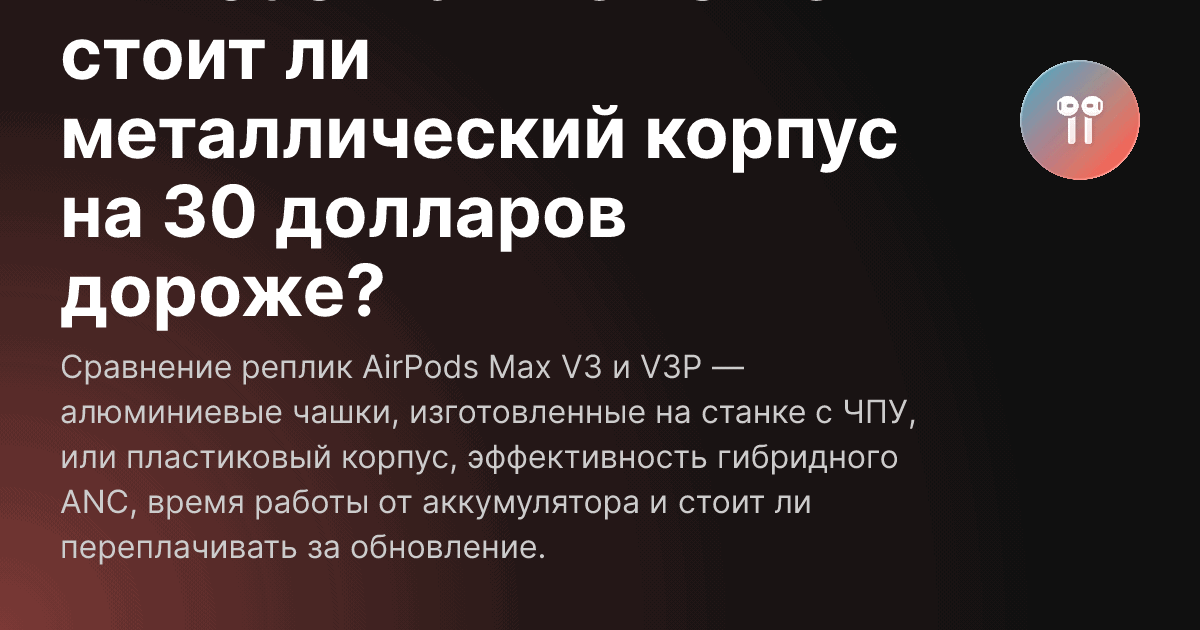 стоит ли
металлический корпус
на 30 долларов
дороже?
Сравнение реплик AirPods Max V3 и V3P —
алюминиевые чашки, изготовленные на станке с ЧПУ,
или пластиковый корпус, эффективность гибридного
ANC, время работы от аккумулятора и стоит ли
переплачивать за обновление.